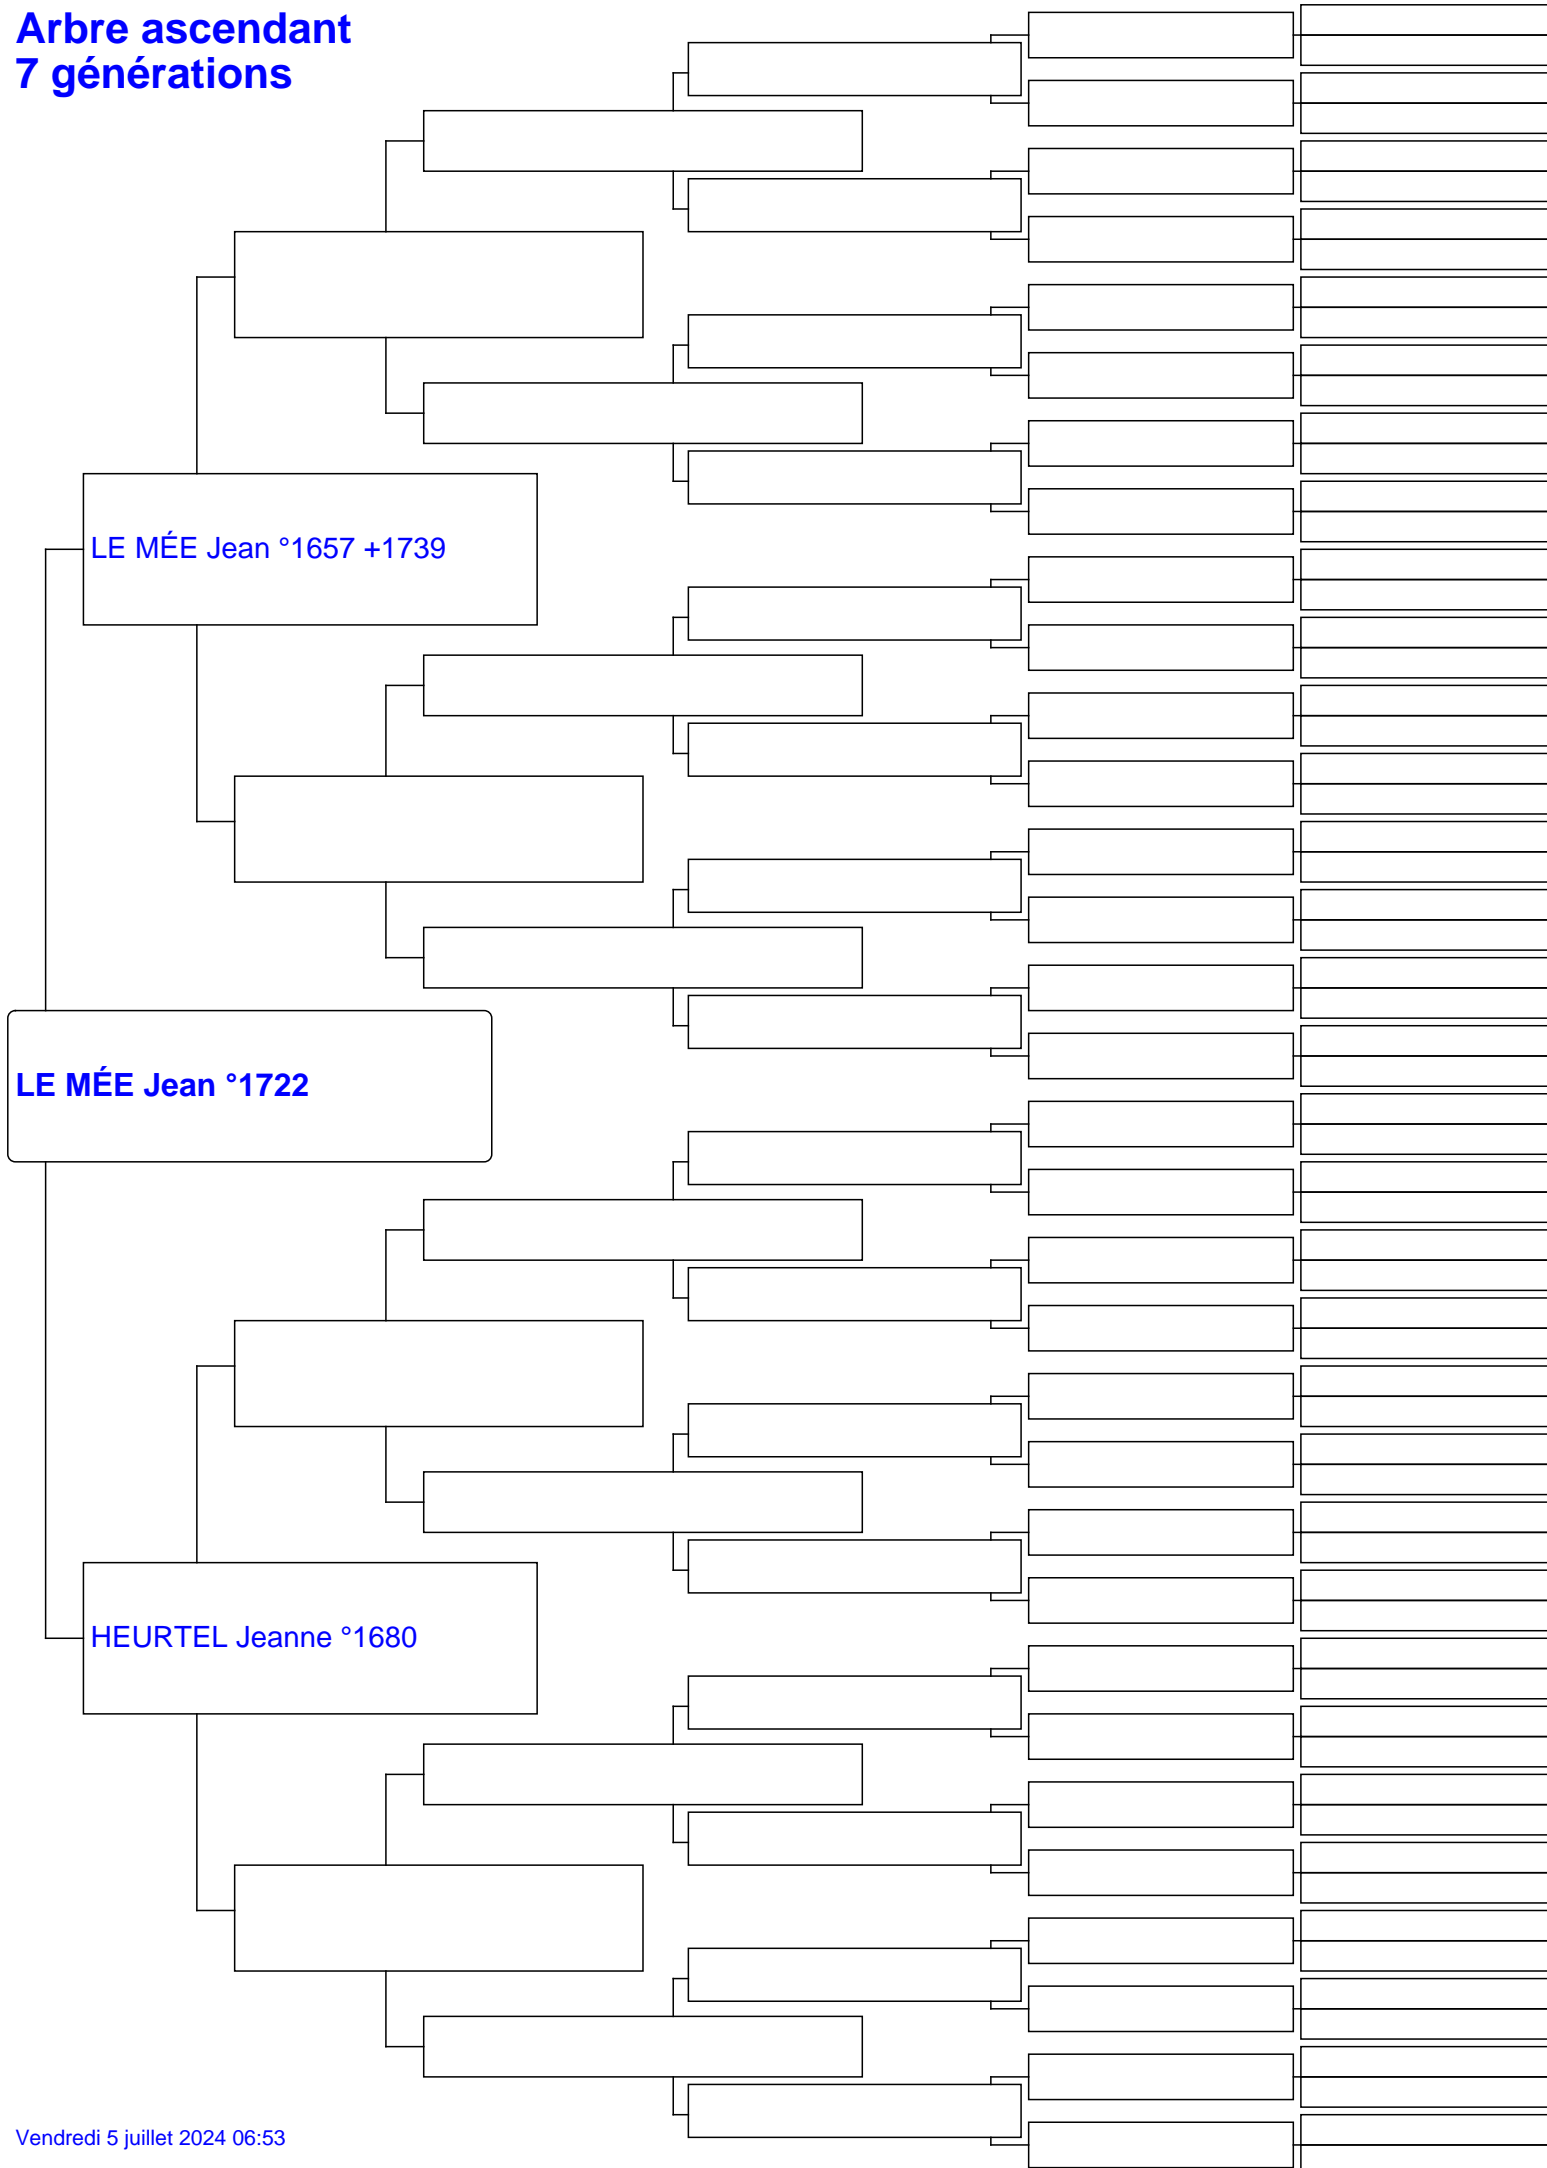 Arbre ascendant
7 générations
LE MÉE Jean °1657 +1739
LE MÉE Jean °1722
HEURTEL Jeanne °1680
Vendredi 5 juillet 2024 06:53